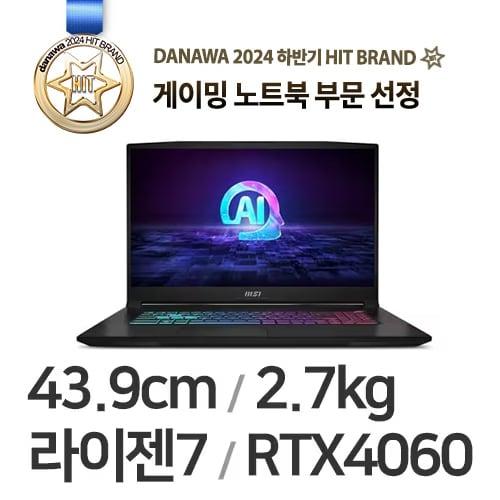 danawa 2024 HIT BRAND
HIT
DANAWA 2024 하반기 HIT BRAND
게이밍 노트북 부문 선정
AI
msi
43.9cm / 2.7kg
라이젠7 / RTX4060